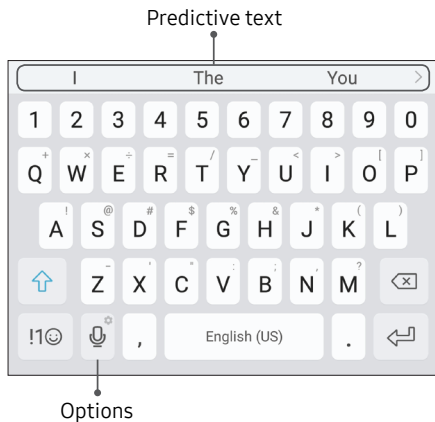 Predictive text
I The You >
1 2 3 4 5 6 7 8 9 0
+ × ÷ = / _ < > [ ]
Q W E R T Y U I O P
! @ # $ % & * ( )
A S D F G H J K L
- ' " : ; , ?
Z X C V B N M
!1☺ , English (US) .
Options